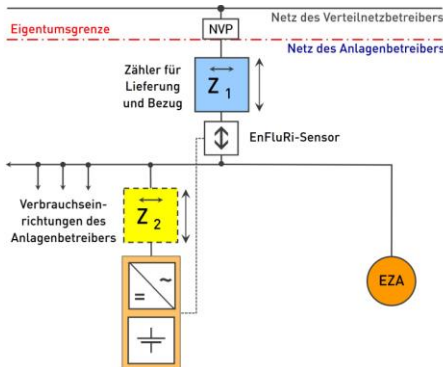 Netz des Verteilnetzbetreibers
Eigentumsgrenze
NVP
Netz des Anlagenbetreibers
Zähler für
Lieferung
und Bezug
Z 1
EnFluRi-Sensor
Verbrauchsein-
richtungen des
Anlagenbetreibers
Z 2
EZA
~
=